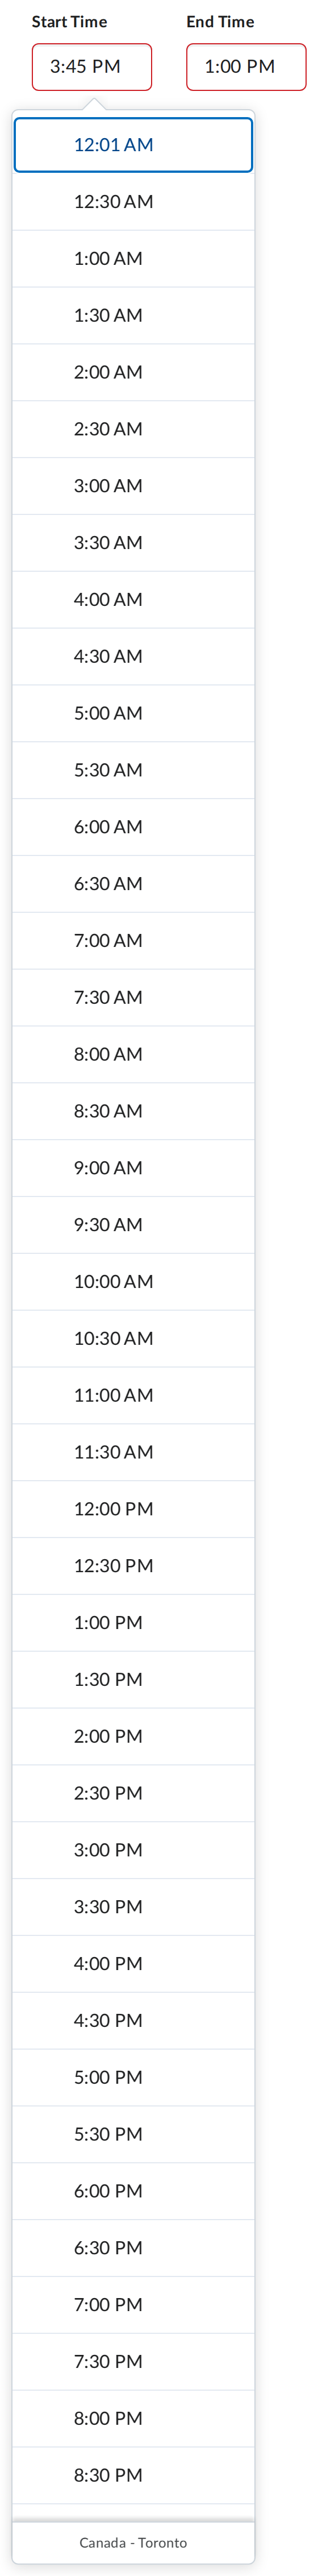 Start Time End Time
3:45 PM 1:00 PM
12:01 AM
12:30 AM
1:00 AM
1:30 AM
2:00 AM
2:30 AM
3:00 AM
3:30 AM
4:00 AM
4:30 AM
5:00 AM
5:30 AM
6:00 AM
6:30 AM
7:00 AM
7:30 AM
8:00 AM
8:30 AM
9:00 AM
9:30 AM
10:00 AM
10:30 AM
11:00 AM
11:30 AM
12:00 PM
12:30 PM
1:00 PM
1:30 PM
2:00 PM
2:30 PM
3:00 PM
3:30 PM
4:00 PM
4:30 PM
5:00 PM
5:30 PM
6:00 PM
6:30 PM
7:00 PM
7:30 PM
8:00 PM
8:30 PM
Canada - Toronto